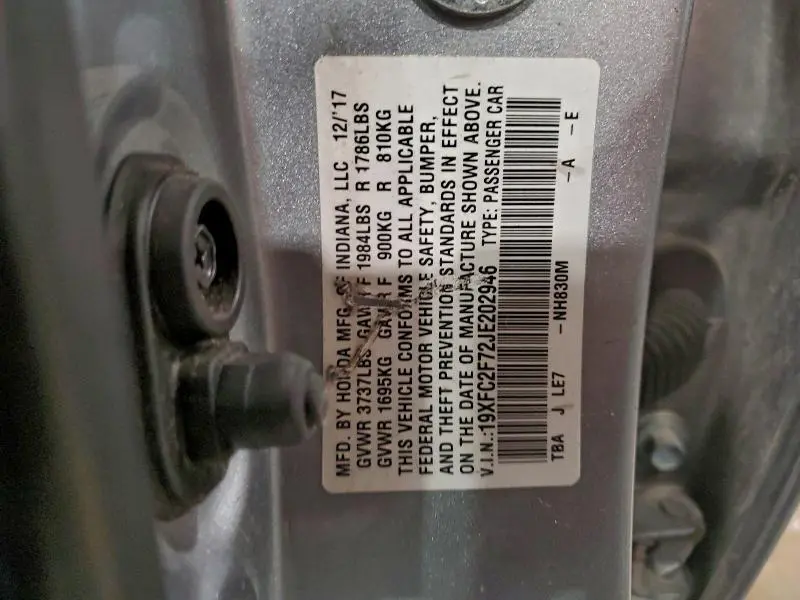 MFD. BY HONDA MFG. OF INDIANA, LLC 12/'17
GVWR 3737LBS GAWR F 1984LBS R 1786LBS
GVWR 1695KG GAWR F 900KG R 810KG
THIS VEHICLE CONFORMS TO ALL APPLICABLE
FEDERAL MOTOR VEHICLE SAFETY, BUMPER,
AND THEFT PREVENTION STANDARDS IN EFFECT
ON THE DATE OF MANUFACTURE SHOWN ABOVE.
V.I.N.:19XFC2F72JE202946 TYPE: PASSENGER CAR
TBA J LE7 -NH830M -A -E